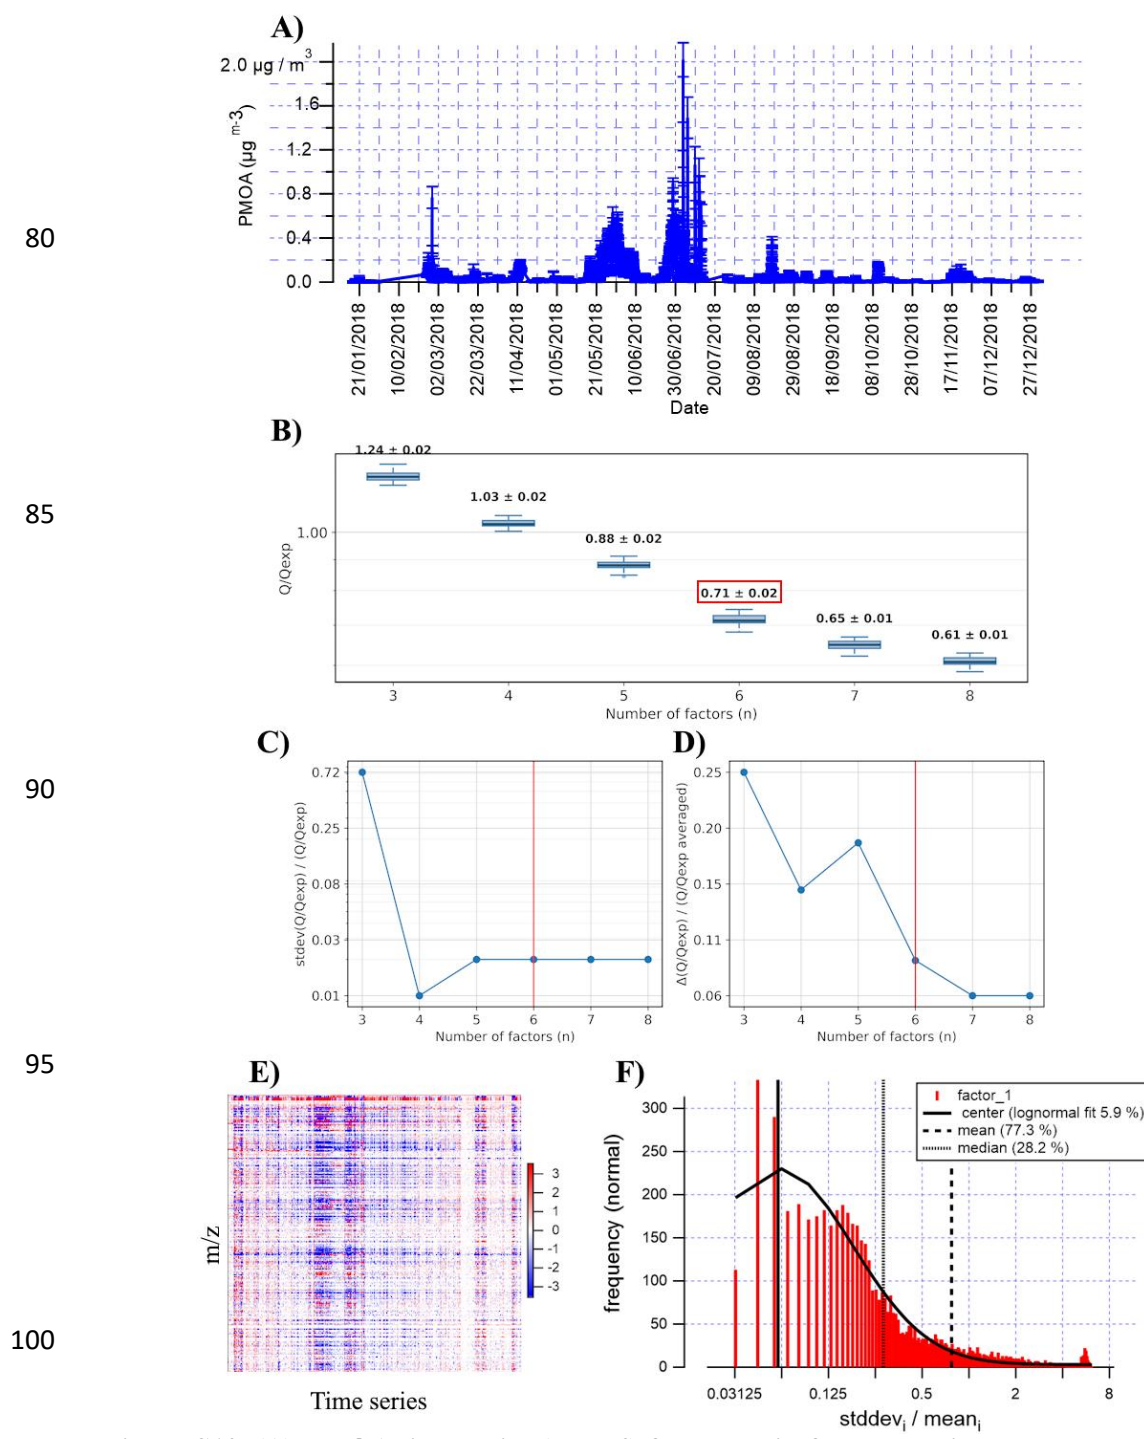 A)
2.0 µg / m³
1.6
1.2
0.8
0.4
0.0
PMOA (µg m-3)
21/01/2018
10/02/2018
02/03/2018
22/03/2018
11/04/2018
01/05/2018
21/05/2018
10/06/2018
30/06/2018
20/07/2018
09/08/2018
29/08/2018
18/09/2018
08/10/2018
28/10/2018
17/11/2018
07/12/2018
27/12/2018
Date
80
B)
1.24 ± 0.02
1.03 ± 0.02
0.88 ± 0.02
0.71 ± 0.02
0.65 ± 0.01
0.61 ± 0.01
1.00
Q/Qexp
3 4 5 6 7 8
Number of factors (n)
85
C)
0.72
0.25
0.08
0.03
0.01
stdev(Q/Qexp) / (Q/Qexp)
3 4 5 6 7 8
Number of factors (n)
D)
0.25
0.20
0.15
0.11
0.06
Δ(Q/Qexp) / (Q/Qexp averaged)
3 4 5 6 7 8
Number of factors (n)
90
95
E)
m/z
3
2
1
0
-1
-2
-3
Time series
F)
factor_1
center (lognormal fit 5.9 %)
mean (77.3 %)
median (28.2 %)
300
250
200
150
100
50
0
frequency (normal)
0.03125 0.125 0.5 2 8
stddevᵢ / meanᵢ
100